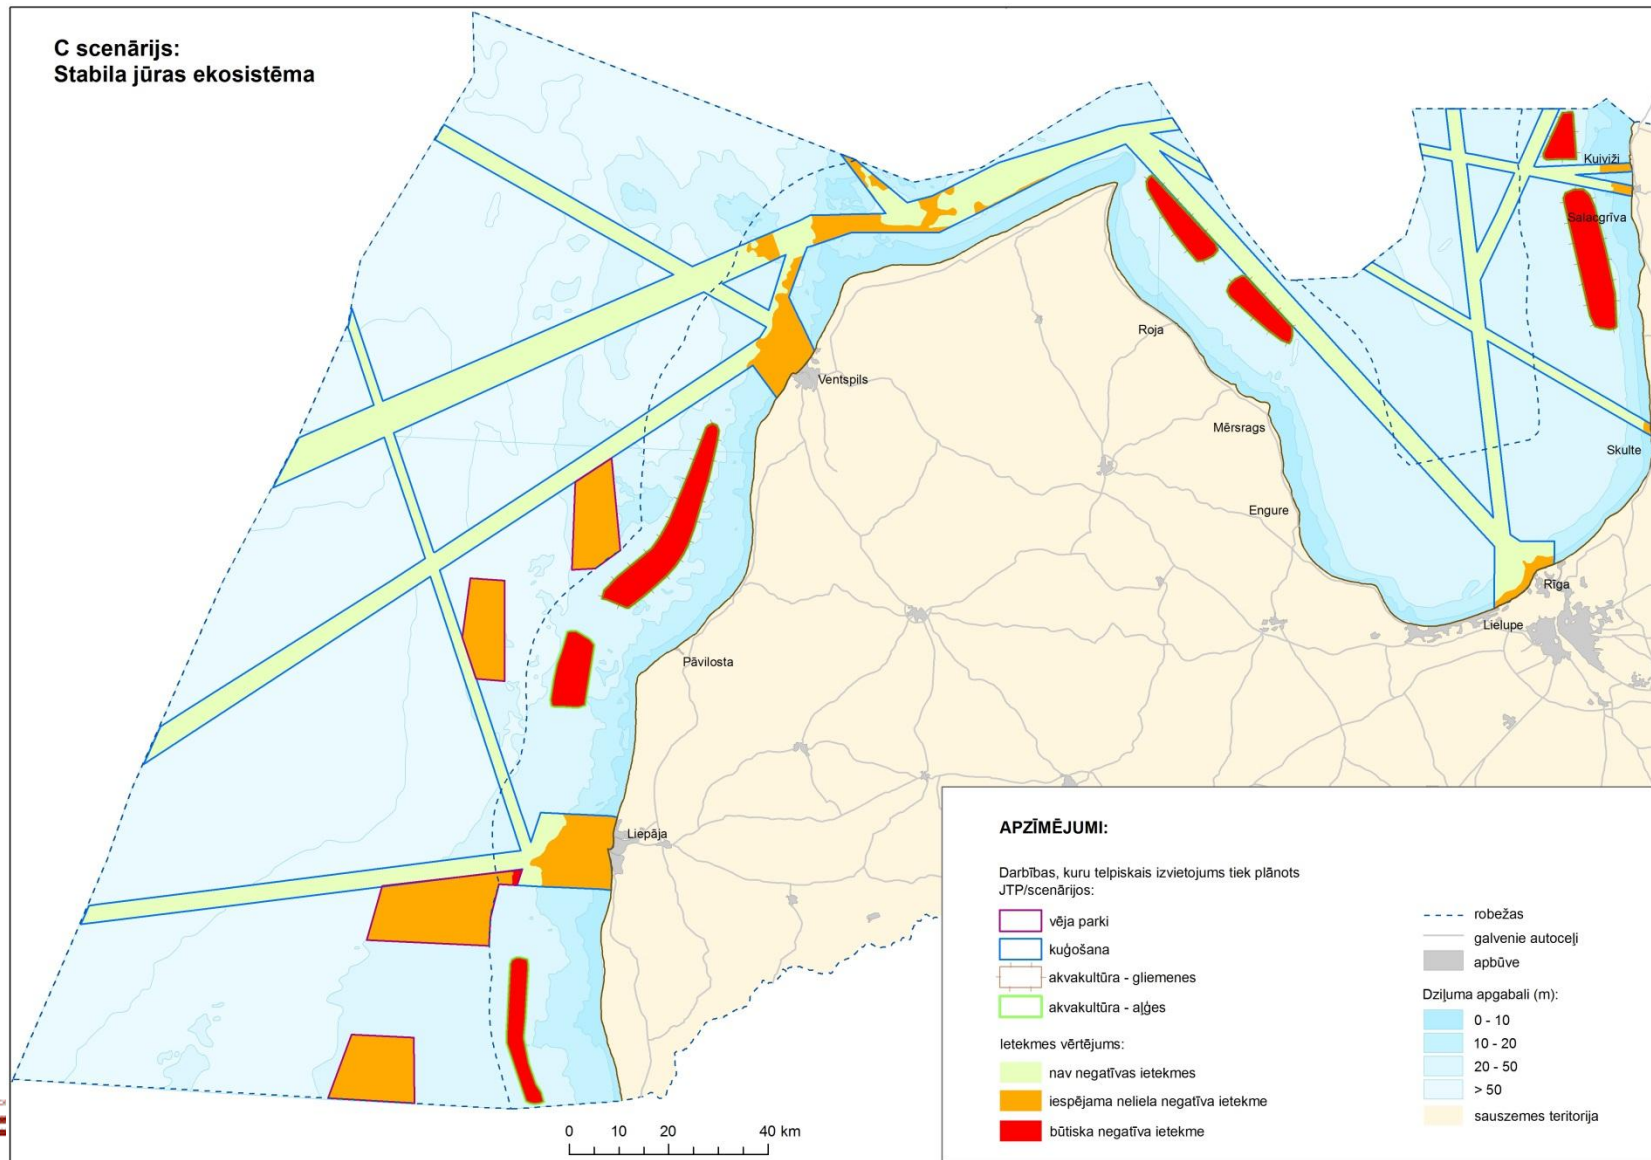 C scenārijs:
Stabila jūras ekosistēma
Kuiviži
Salacgrīva
Roja
Ventspils
Mērsrags
Skulte
Engure
Rīga
Lielupe
Pāvilosta
Liepāja
0 10 20 40 km
APZĪMĒJUMI:
Darbības, kuru telpiskais izvietojums tiek plānots
JTP/scenārijos:
vēja parki
kuģošana
akvakultūra - gliemenes
akvakultūra - aļģes
Ietekmes vērtējums:
nav negatīvas ietekmes
iespējama neliela negatīva ietekme
būtiska negatīva ietekme
robežas
galvenie autoceļi
apbūve
Dziļuma apgabali (m):
0 - 10
10 - 20
20 - 50
> 50
sauszemes teritorija